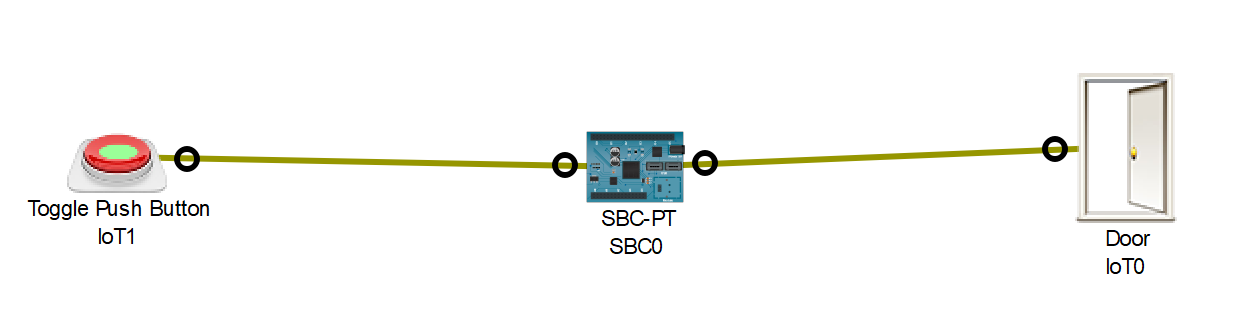 Toggle Push Button
IoT1
SBC-PT
SBC0
Door
IoT0